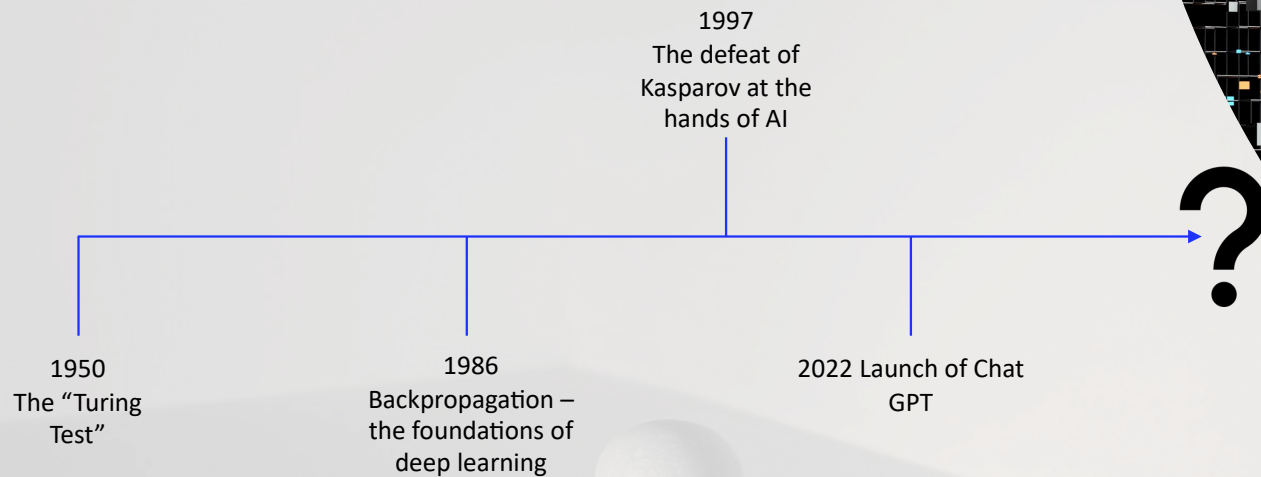 1997
The defeat of
Kasparov at the
hands of AI
?
1950
The “Turing
Test”
1986
Backpropagation –
the foundations of
deep learning
2022 Launch of Chat
GPT